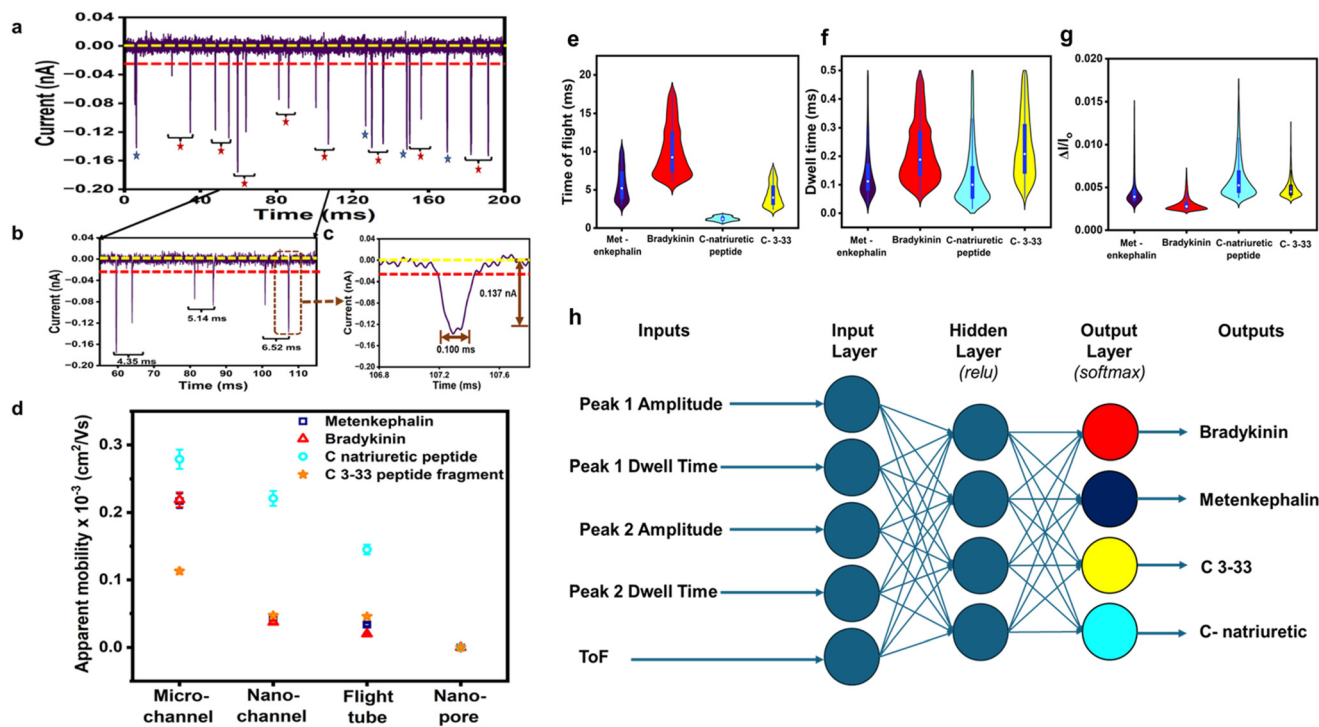 a
0.04
0.00
−0.04
−0.08
−0.12
−0.16
−0.20
Current (nA)
0 40 80 120 160 200
Time (ms)
b
0.04
0.00
−0.04
−0.08
−0.12
−0.16
−0.20
Current (nA)
4.35 ms
5.14 ms
6.52 ms
60 70 80 90 100 110
Time (ms)
c
0.04
0.00
−0.04
−0.08
−0.12
−0.16
−0.20
Current (nA)
0.137 nA
0.100 ms
106.8 107.2 107.6
Time (ms)
d
Apparent mobility x 10⁻³ (cm²/Vs)
0.3
0.2
0.1
0.0
Metenkephalin
Bradykinin
C natriuretic peptide
C 3-33 peptide fragment
Micro-
channel
Nano-
channel
Flight
tube
Nano-
pore
e
Time of flight (ms)
20
15
10
5
0
Met -
enkephalin
Bradykinin
C-natriuretic
peptide
C- 3-33
f
Dwell time (ms)
0.5
0.4
0.3
0.2
0.1
0.0
Met -
enkephalin
Bradykinin
C-natriuretic
peptide
C- 3-33
g
ΔI/I₀
0.020
0.015
0.010
0.005
0.000
Met -
enkephalin
Bradykinin
C-natriuretic
peptide
C- 3-33
h
Inputs
Input
Layer
Hidden
Layer
(relu)
Output
Layer
(softmax)
Outputs
Peak 1 Amplitude
Peak 1 Dwell Time
Peak 2 Amplitude
Peak 2 Dwell Time
ToF
Bradykinin
Metenkephalin
C 3-33
C- natriuretic